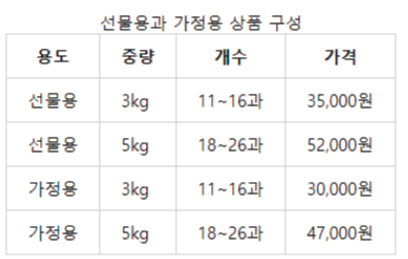 선물용과 가정용 상품 구성
용도 중량 개수 가격
선물용 3kg 11~16과 35,000원
선물용 5kg 18~26과 52,000원
가정용 3kg 11~16과 30,000원
가정용 5kg 18~26과 47,000원